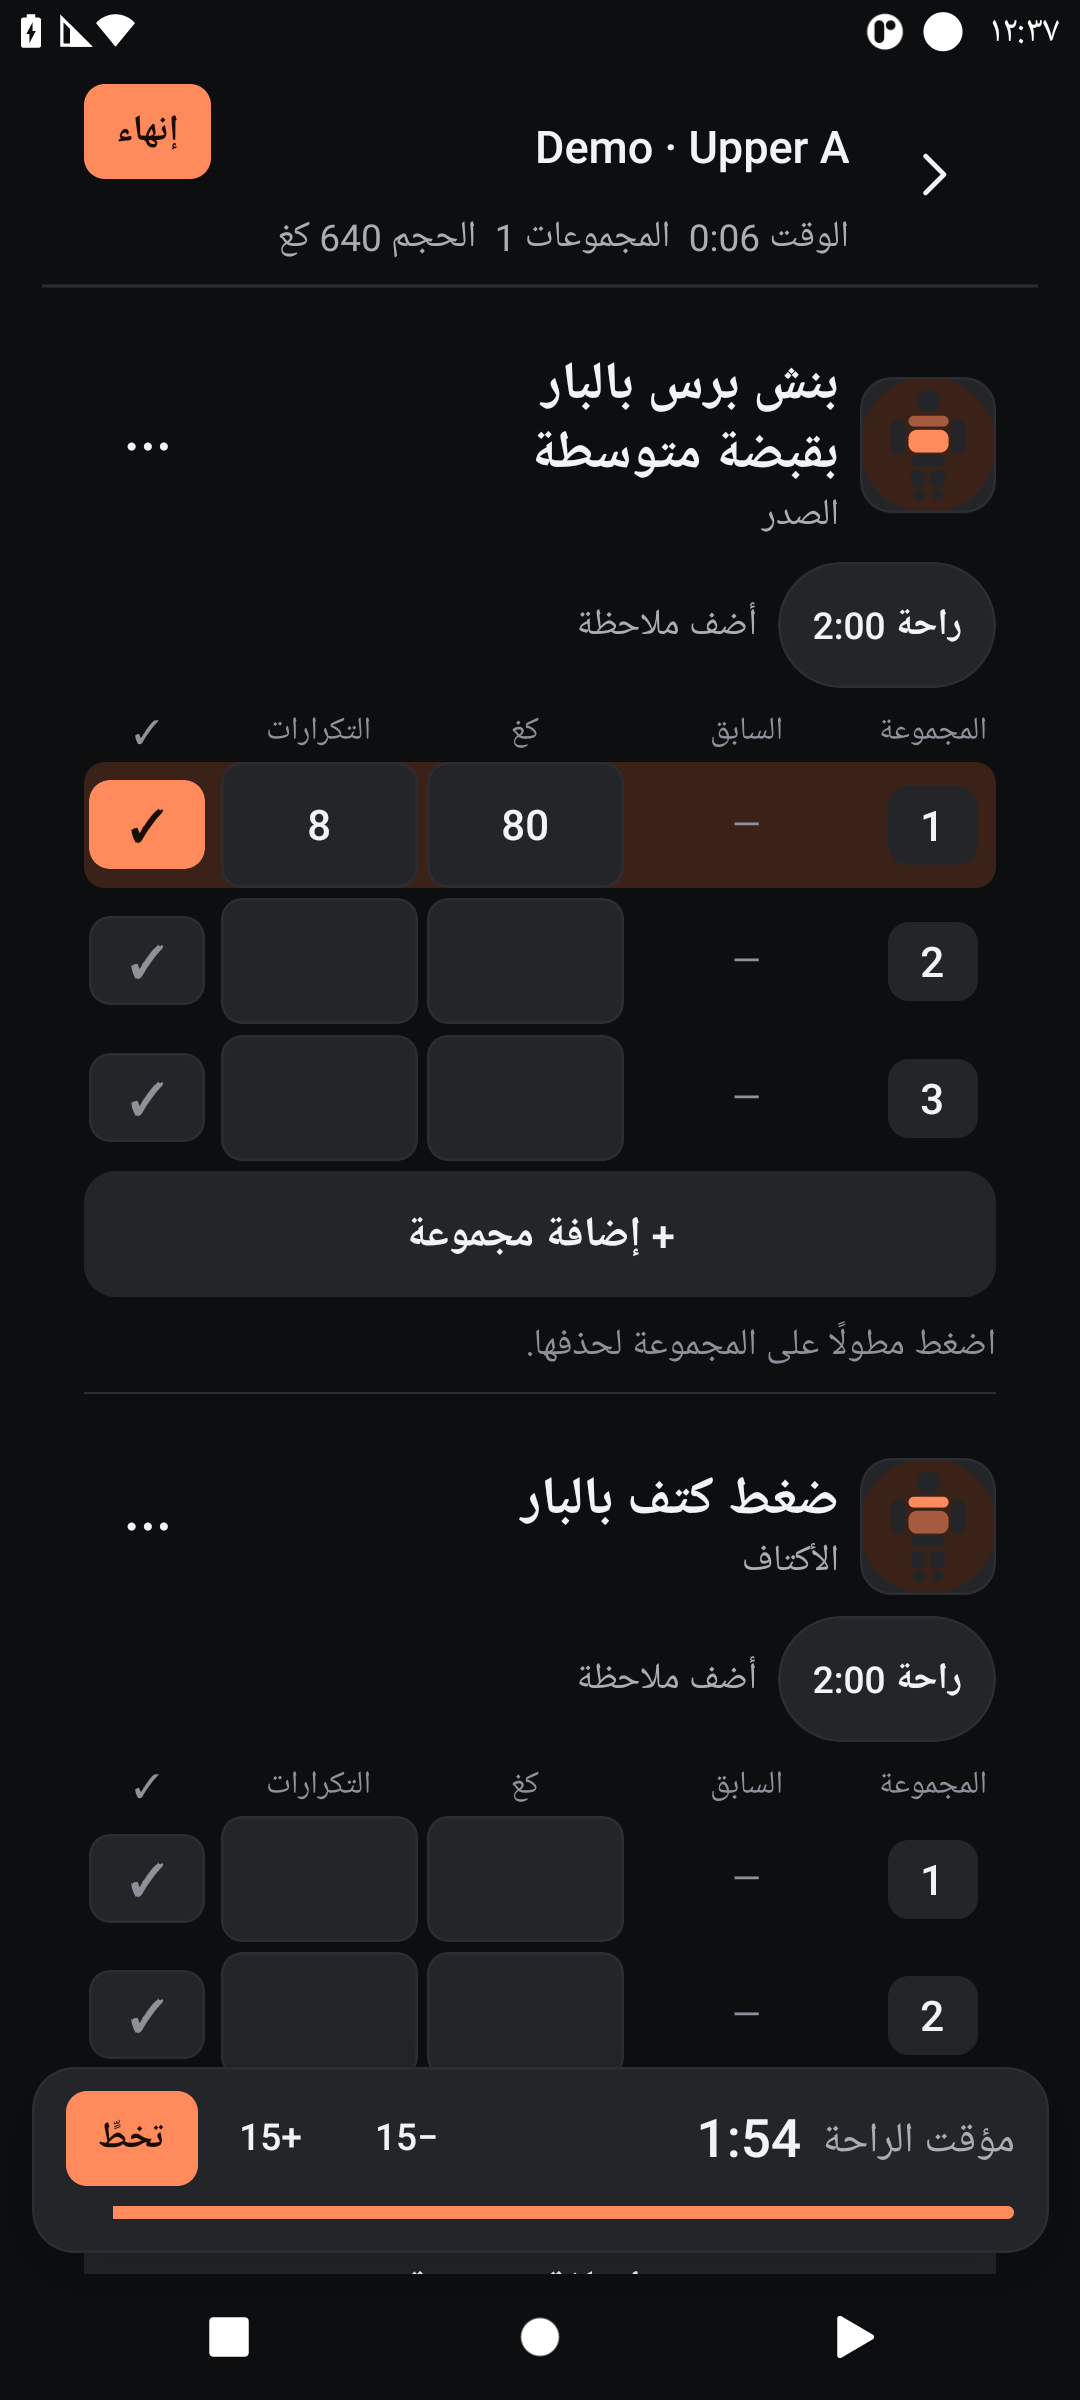 ١٢:٣٧
Demo · Upper A
إنهاء
الوقت 0:06 المجموعات 1 الحجم 640 كغ
بنش برس بالبار
بقبضة متوسطة
الصدر
راحة 2:00 أضف ملاحظة
المجموعة السابق كغ التكرارات ✓
1 – 80 8 ✓
2 – ✓
3 – ✓
+ إضافة مجموعة
اضغط مطولًا على المجموعة لحذفها.
ضغط كتف بالبار
الأكتاف
راحة 2:00 أضف ملاحظة
المجموعة السابق كغ التكرارات ✓
1 – ✓
2 – ✓
مؤقت الراحة 1:54 15− 15+ تخطٍّ